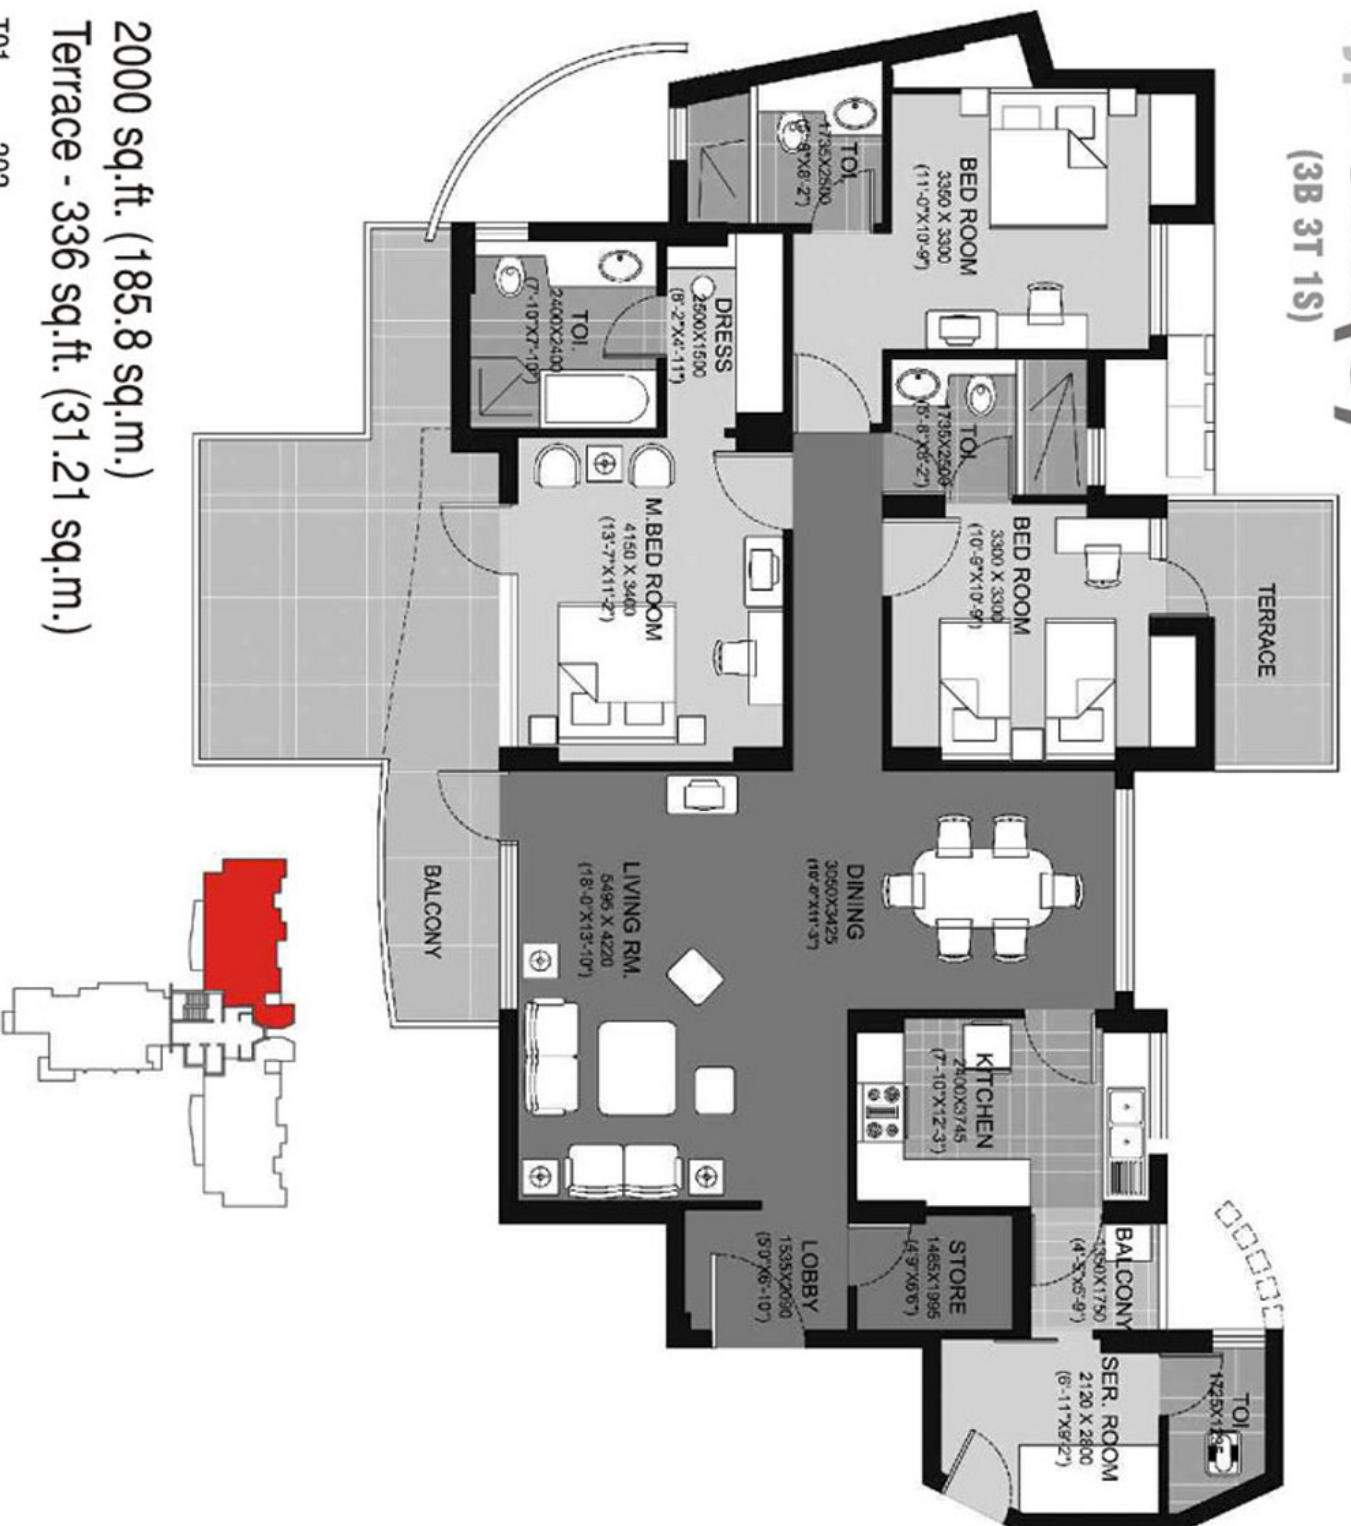 (3B 3T 1S)
BED ROOM
3350 X 3300
(11'-0"X10'-9")
TOI.
1735X2500
(5'-8"X8'-2")
TOI.
1735X2500
(5'-8"X8'-2")
BED ROOM
3300 X 3300
(10'-9"X10'-9")
TERRACE
DRESS
2500X1500
(8'-2"X4'-11")
TOI.
2400X2400
(7'-10"X7'-10")
M.BED ROOM
4150 X 3400
(13'-7"X11'-2")
DINING
3050X3425
(10'-0"X11'-3")
LIVING RM.
5495 X 4220
(18'-0"X13'-10")
BALCONY
KITCHEN
2400X3745
(7'-10"X12'-3")
BALCONY
1350X1750
(4'-5"X5'-9")
STORE
1485X1995
(4'9"X6'6")
LOBBY
1535X2090
(5'0"X6'-10")
TOI.
SER. ROOM
2120 X 2800
(6'-11"X9'2")
2000 sq.ft. (185.8 sq.m.)
Terrace - 336 sq.ft. (31.21 sq.m.)